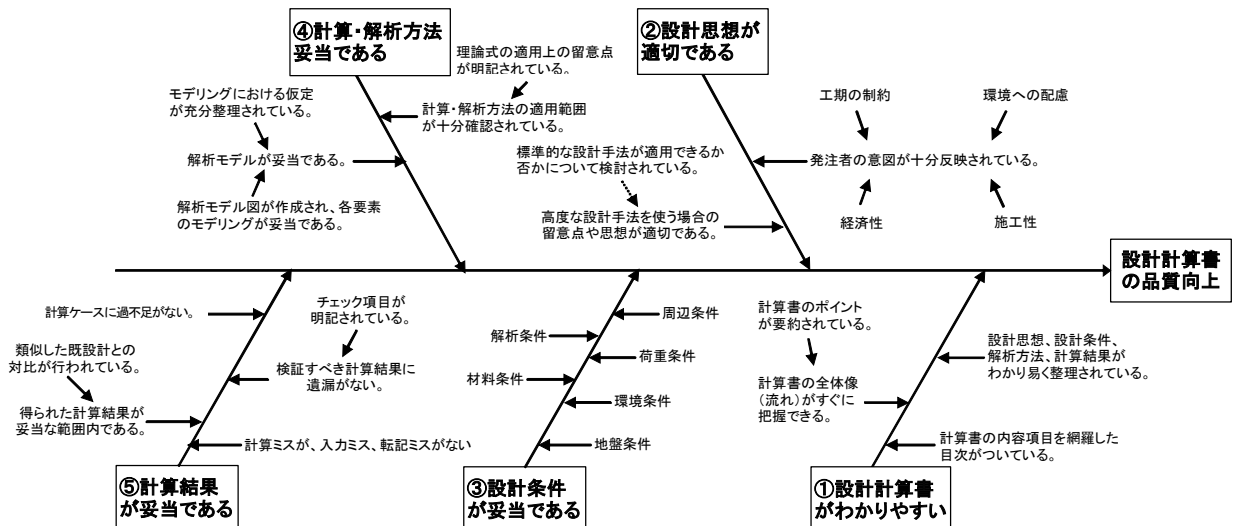 ④計算・解析方法
妥当である
理論式の適用上の留意点
が明記されている。
モデリングにおける仮定
が充分整理されている。
計算・解析方法の適用範囲
が十分確認されている。
解析モデルが妥当である。
解析モデル図が作成され、各要素
のモデリングが妥当である。
②設計思想が
適切である
工期の制約
環境への配慮
標準的な設計手法が適用できるか
否かについて検討されている。
発注者の意図が十分反映されている。
高度な設計手法を使う場合の
留意点や思想が適切である。
経済性
施工性
設計計算書
の品質向上
計算ケースに過不足がない。
チェック項目が
明記されている。
類似した既設計との
対比が行われている。
検証すべき計算結果に
遺漏がない。
得られた計算結果が
妥当な範囲内である。
計算ミスが、入力ミス、転記ミスがない
⑤計算結果
が妥当である
周辺条件
解析条件
荷重条件
材料条件
環境条件
地盤条件
③設計条件
が妥当である
計算書のポイント
が要約されている。
設計思想、設計条件、
解析方法、計算結果が
わかり易く整理されている。
計算書の全体像
(流れ)がすぐに
把握できる。
計算書の内容項目を網羅した
目次がついている。
①設計計算書
がわかりやすい